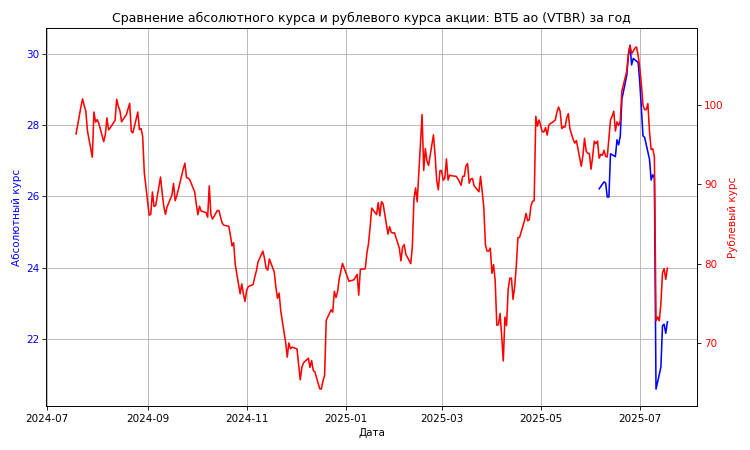 Сравнение абсолютного курса и рублевого курса акции: ВТБ ао (VTBR) за год
30
28
26
24
22
Абсолютный курс
100
90
80
70
Рублевый курс
2024-07 2024-09 2024-11 2025-01 2025-03 2025-05 2025-07
Дата